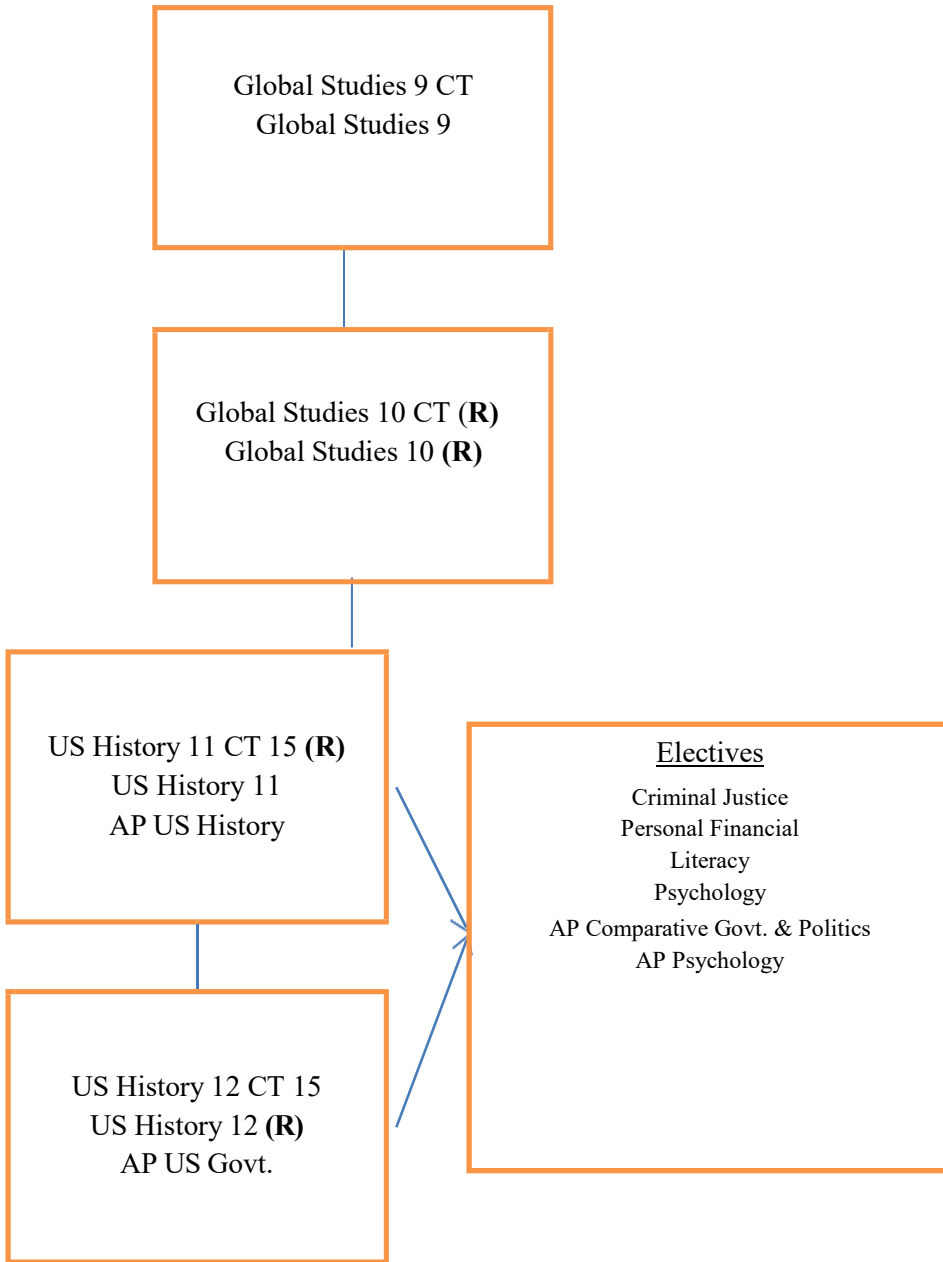 Global Studies 9 CT
Global Studies 9
Global Studies 10 CT (R)
Global Studies 10 (R)
US History 11 CT 15 (R)
US History 11
AP US History
Electives
Criminal Justice
Personal Financial
Literacy
Psychology
AP Comparative Govt. & Politics
AP Psychology
US History 12 CT 15
US History 12 (R)
AP US Govt.